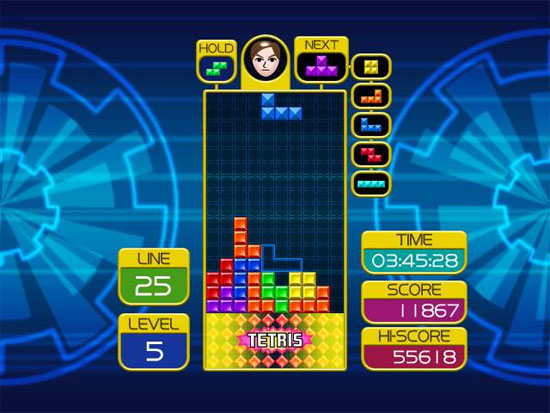 HOLD
NEXT
LINE
25
LEVEL
5
TIME
03:45:28
SCORE
11867
HI-SCORE
55618
TETRIS